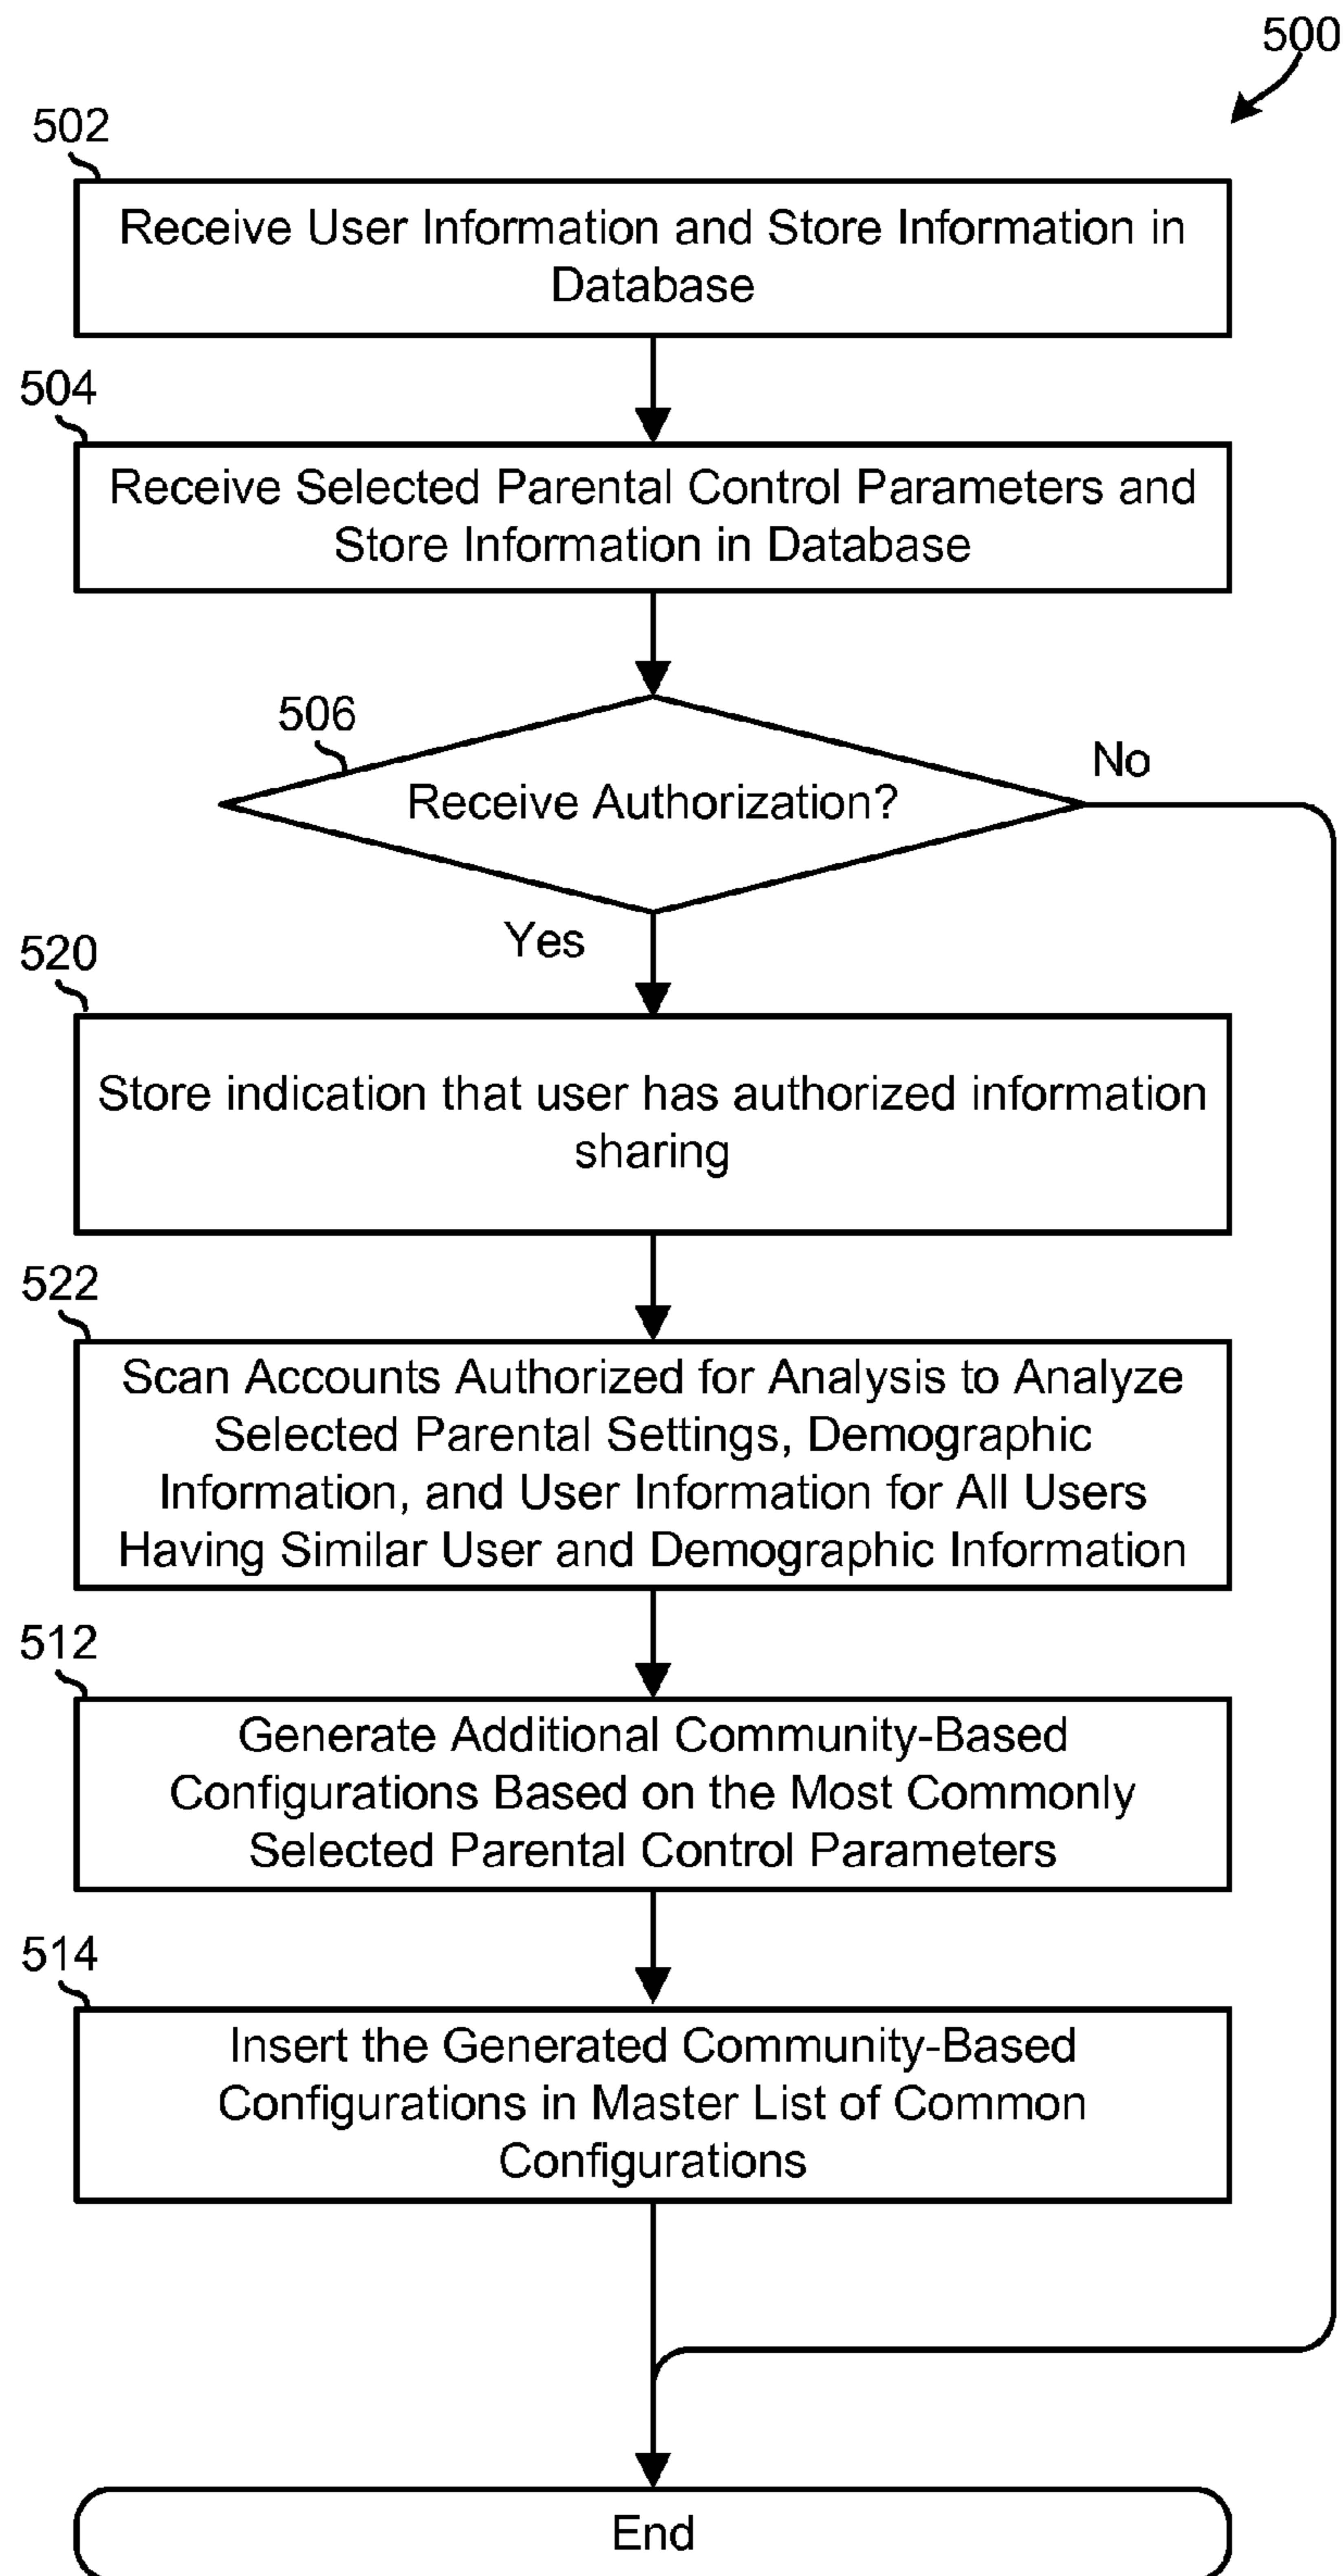 500
502
Receive User Information and Store Information in
Database
504
Receive Selected Parental Control Parameters and
Store Information in Database
506
Receive Authorization?
No
Yes
520
Store indication that user has authorized information
sharing
522
Scan Accounts Authorized for Analysis to Analyze
Selected Parental Settings, Demographic
Information, and User Information for All Users
Having Similar User and Demographic Information
512
Generate Additional Community-Based
Configurations Based on the Most Commonly
Selected Parental Control Parameters
514
Insert the Generated Community-Based
Configurations in Master List of Common
Configurations
End